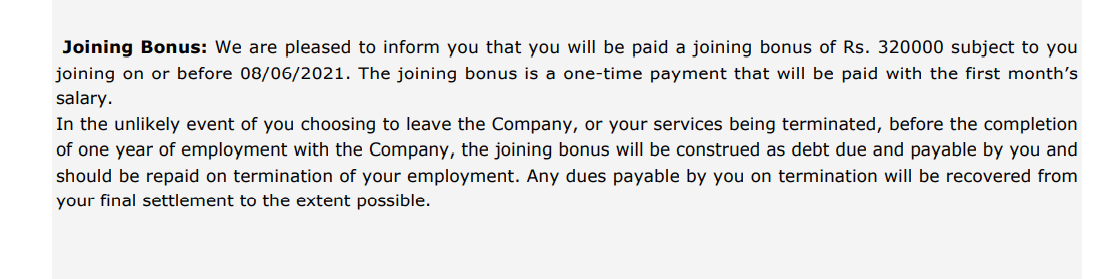 Joining Bonus: We are pleased to inform you that you will be paid a joining bonus of Rs. 320000 subject to you
joining on or before 08/06/2021. The joining bonus is a one-time payment that will be paid with the first month's
salary.
In the unlikely event of you choosing to leave the Company, or your services being terminated, before the completion
of one year of employment with the Company, the joining bonus will be construed as debt due and payable by you and
should be repaid on termination of your employment. Any dues payable by you on termination will be recovered from
your final settlement to the extent possible.